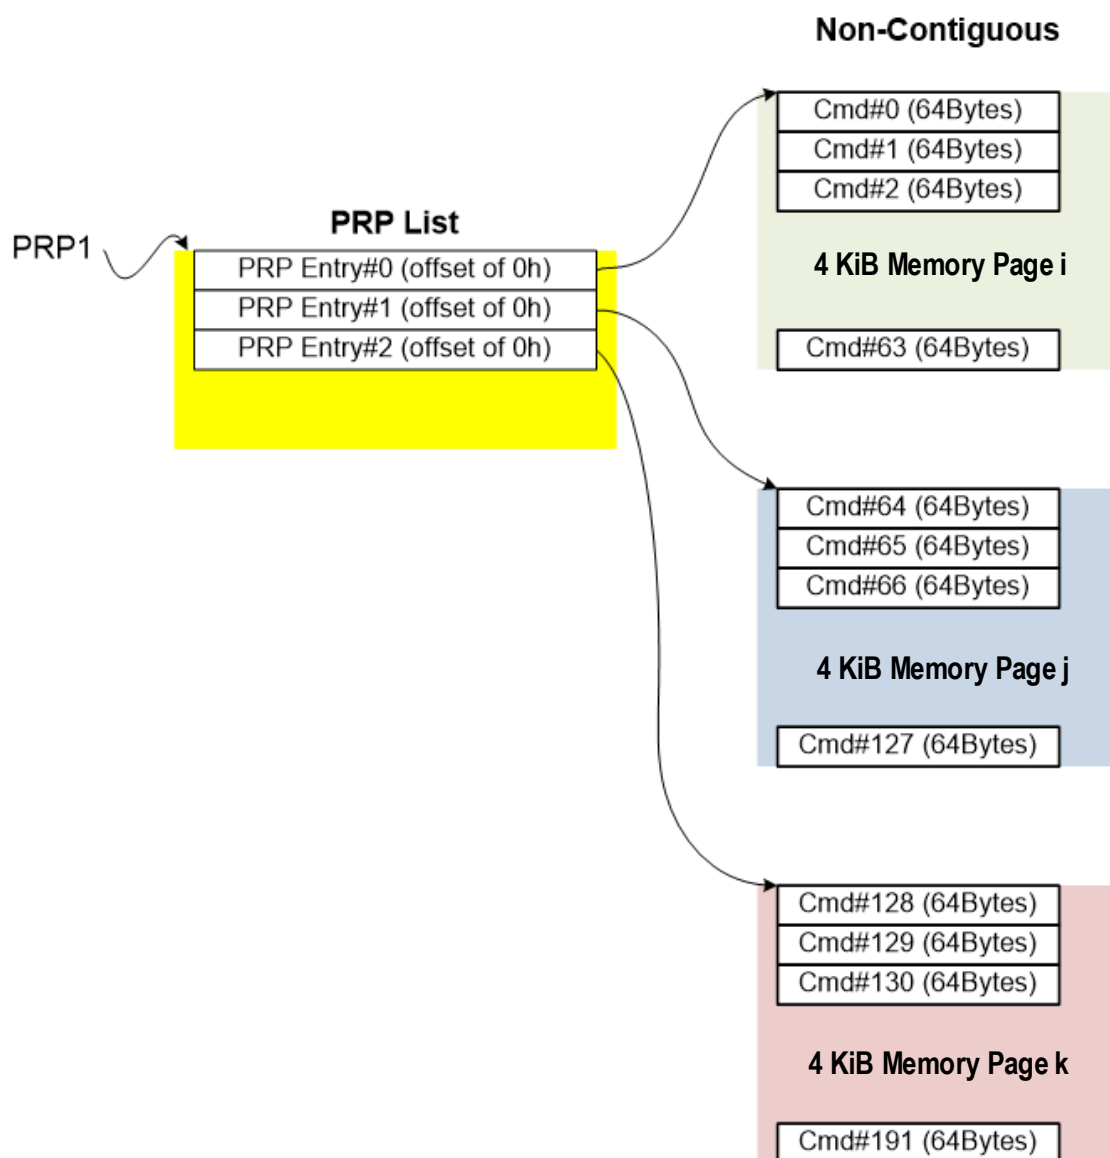 Non-Contiguous
Cmd#0 (64Bytes)
Cmd#1 (64Bytes)
Cmd#2 (64Bytes)
4 KiB Memory Page i
Cmd#63 (64Bytes)
PRP1
PRP List
PRP Entry#0 (offset of 0h)
PRP Entry#1 (offset of 0h)
PRP Entry#2 (offset of 0h)
Cmd#64 (64Bytes)
Cmd#65 (64Bytes)
Cmd#66 (64Bytes)
4 KiB Memory Page j
Cmd#127 (64Bytes)
Cmd#128 (64Bytes)
Cmd#129 (64Bytes)
Cmd#130 (64Bytes)
4 KiB Memory Page k
Cmd#191 (64Bytes)